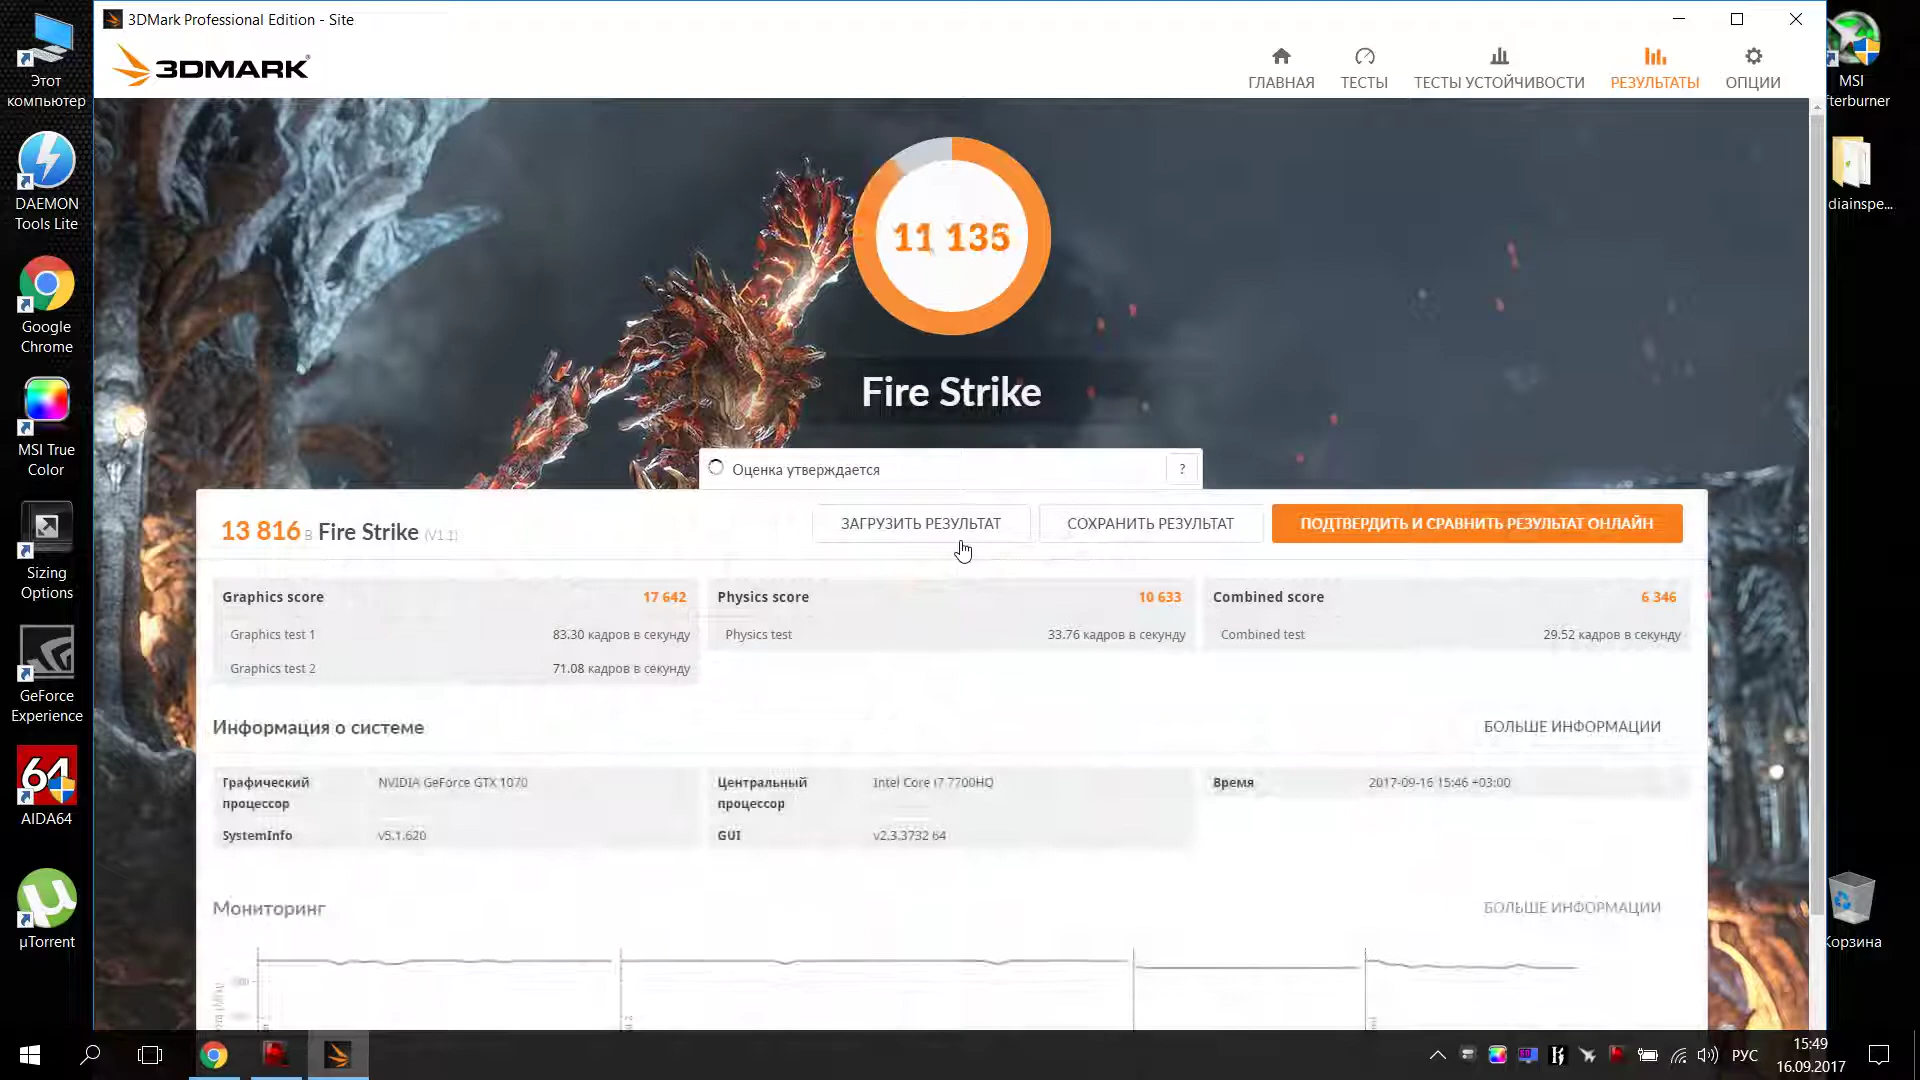 3DMark Professional Edition - Site
3DMARK
ГЛАВНАЯ
ТЕСТЫ
ТЕСТЫ УСТОЙЧИВОСТИ
РЕЗУЛЬТАТЫ
ОПЦИИ
11 135
Fire Strike
Оценка утверждается
?
13 816
Fire Strike (V1.1)
ЗАГРУЗИТЬ РЕЗУЛЬТАТ
СОХРАНИТЬ РЕЗУЛЬТАТ
ПОДТВЕРДИТЬ И СРАВНИТЬ РЕЗУЛЬТАТ ОНЛАЙН
Graphics score 17 642
Graphics test 1 83.30 кадров в секунду
Graphics test 2 71.08 кадров в секунду
Physics score 10 633
Physics test 33.76 кадров в секунду
Combined score 6 346
Combined test 29.52 кадров в секунду
Информация о системе
БОЛЬШЕ ИНФОРМАЦИИ
Графический процессор
NVIDIA GeForce GTX 1070
SystemInfo v5.1.620
Центральный процессор
Intel Core i7 7700HQ
GUI v2.3.3732 64
Время 2017-09-16 15:46 +03:00
Мониторинг
БОЛЬШЕ ИНФОРМАЦИИ
Этот
компьютер
DAEMON
Tools Lite
Google
Chrome
MSI True
Color
Sizing
Options
GeForce
Experience
64
AIDA64
µTorrent
MSI
fterburner
diainspe...
Корзина
РУС
15:49
16.09.2017